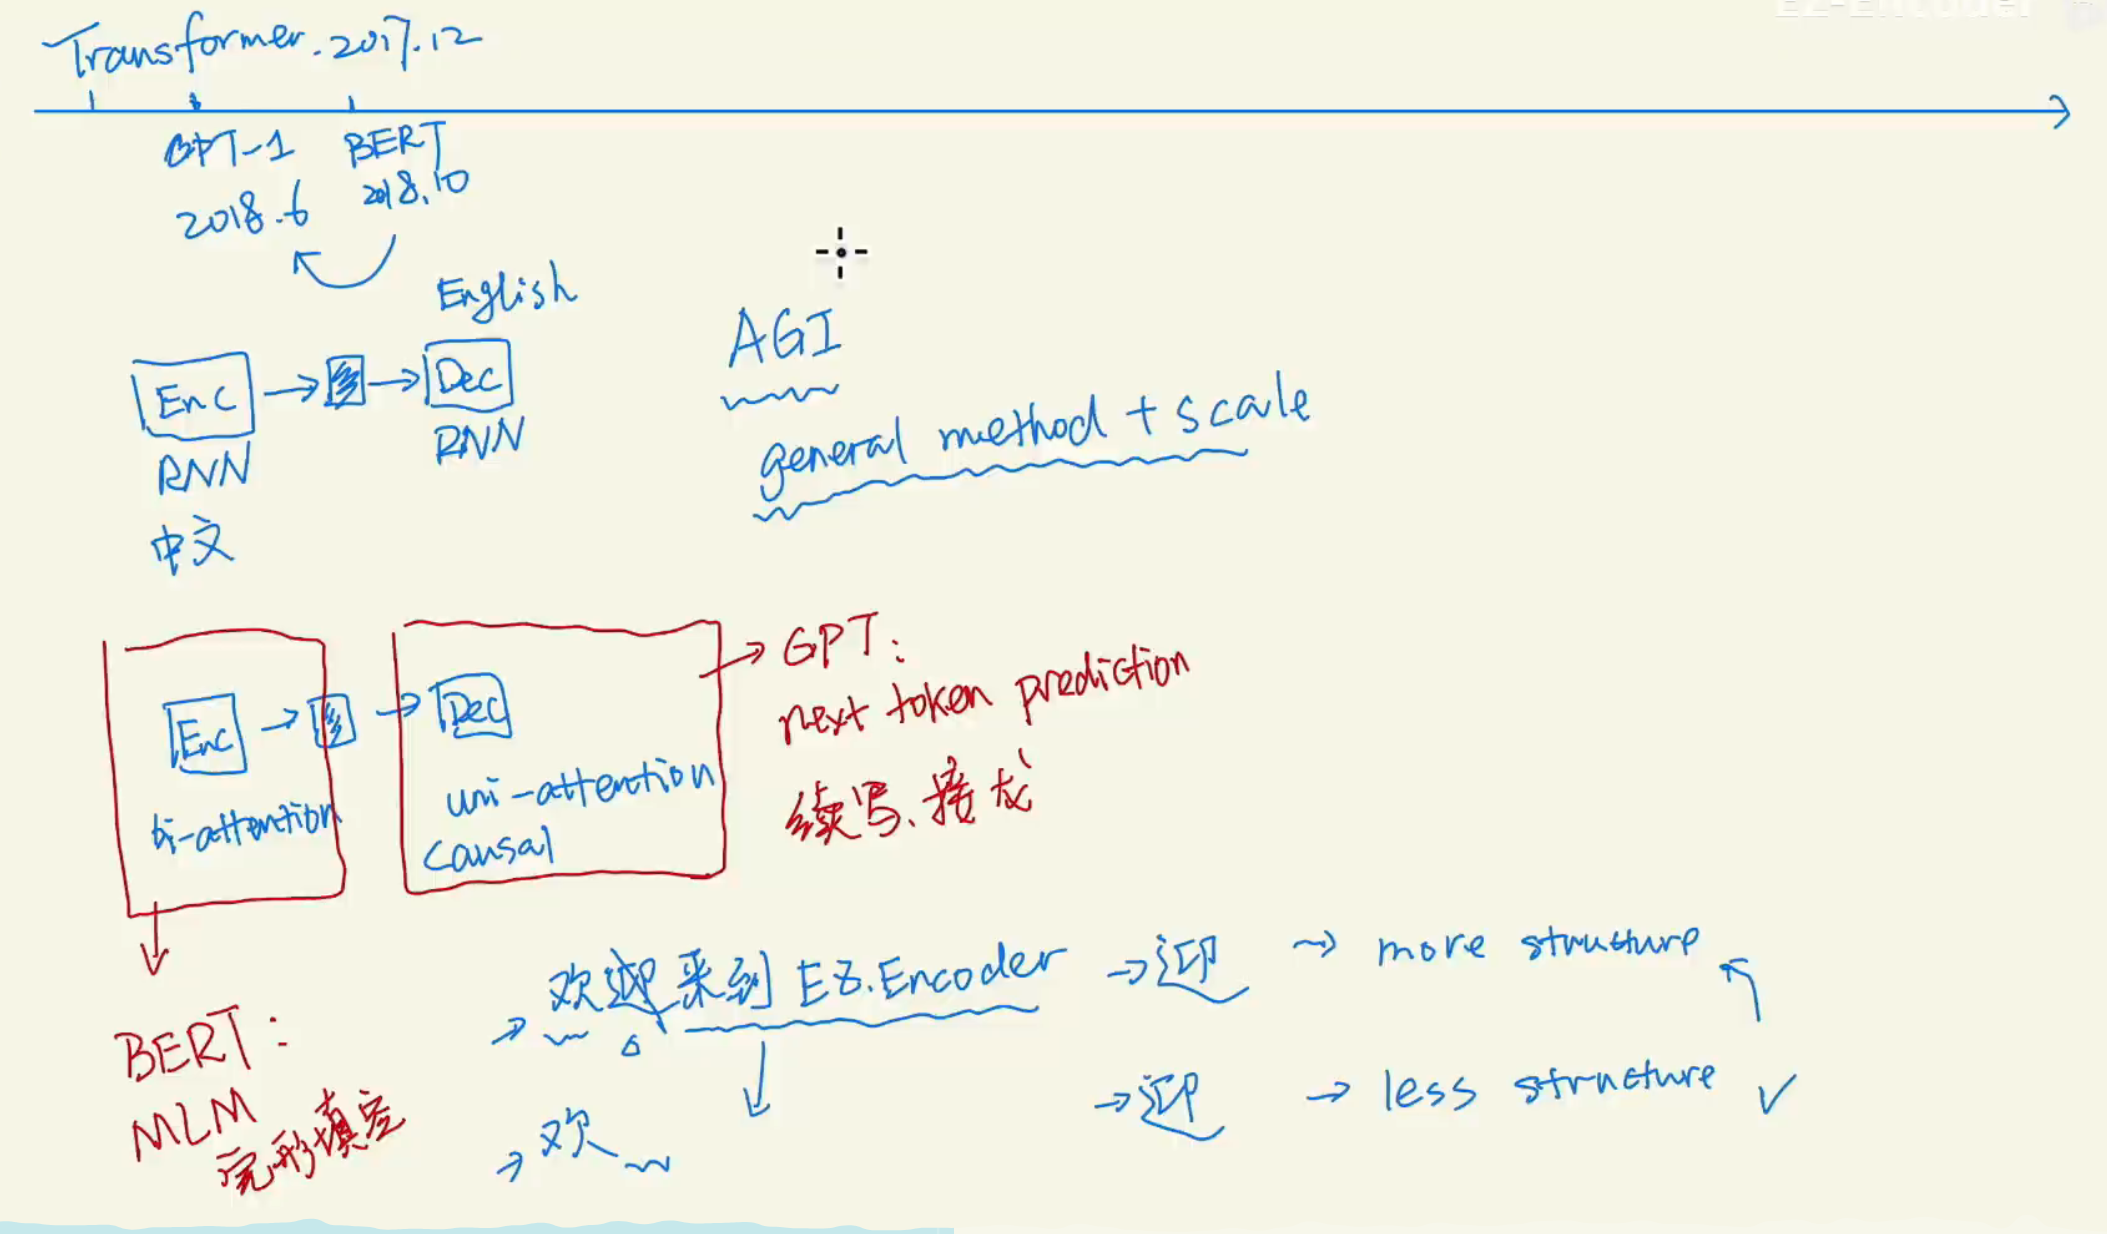 EZ-Encoder
Transformer. 2017.12
GPT-1
2018.6
BERT
2018.10
English
Enc
Dec
RNN
RNN
中文
AGI
general method + scale
Enc
Dec
bi-attention
uni-attention
causal
GPT:
next token prediction
续写、接龙
BERT:
MLM
完形填空
欢迎来到 EZ.Encoder → 迎 → more structure
欢 → 迎 → less structure ✓